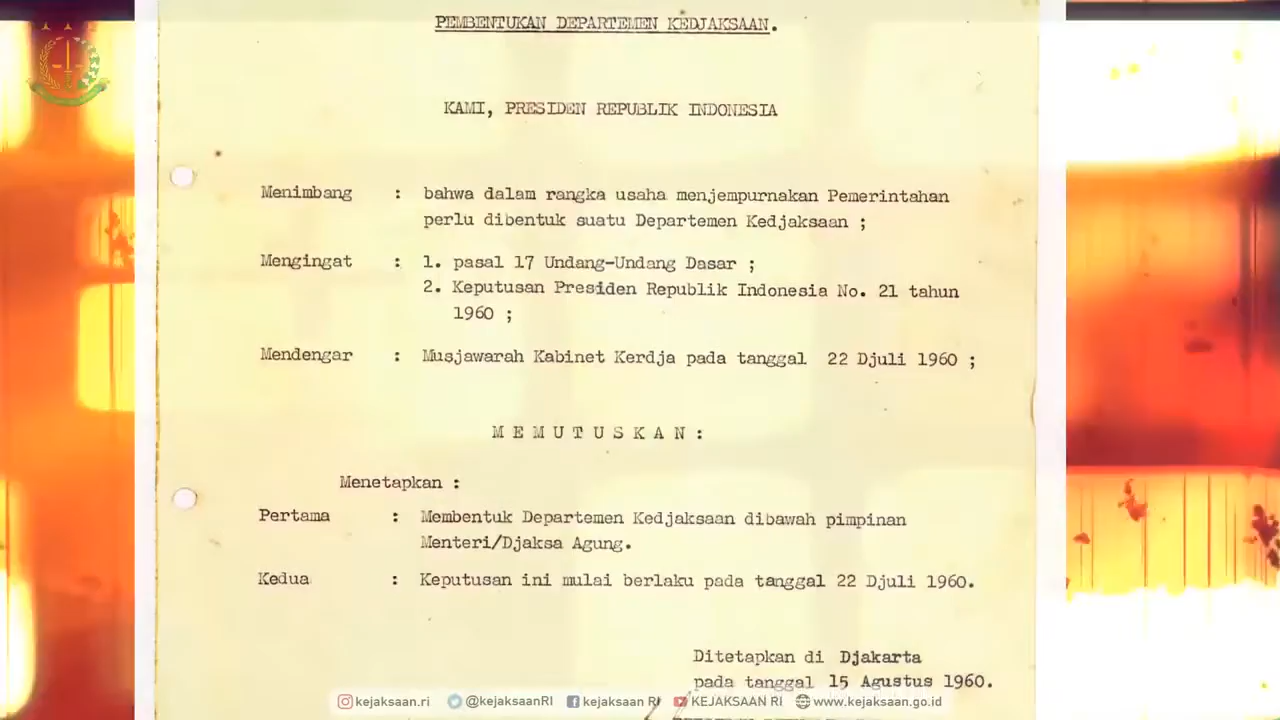 PEMBENTUKAN DEPARTEMEN KEDJAKSAAN.
KAMI, PRESIDEN REPUBLIK INDONESIA
Menimbang : bahwa dalam rangka usaha menjempurnakan Pemerintahan
perlu dibentuk suatu Departemen Kedjaksaan ;
Mengingat : 1. pasal 17 Undang-Undang Dasar ;
2. Keputusan Presiden Republik Indonesia No. 21 tahun
1960 ;
Mendengar : Musjawarah Kabinet Kerdja pada tanggal 22 Djuli 1960 ;
M E M U T U S K A N :
Menetapkan :
Pertama : Membentuk Departemen Kedjaksaan dibawah pimpinan
Menteri/Djaksa Agung.
Kedua : Keputusan ini mulai berlaku pada tanggal 22 Djuli 1960.
Ditetapkan di Djakarta
pada tanggal 15 Agustus 1960.
kejaksaan.ri @kejaksaanRI kejaksaan RI KEJAKSAAN RI www.kejaksaan.go.id